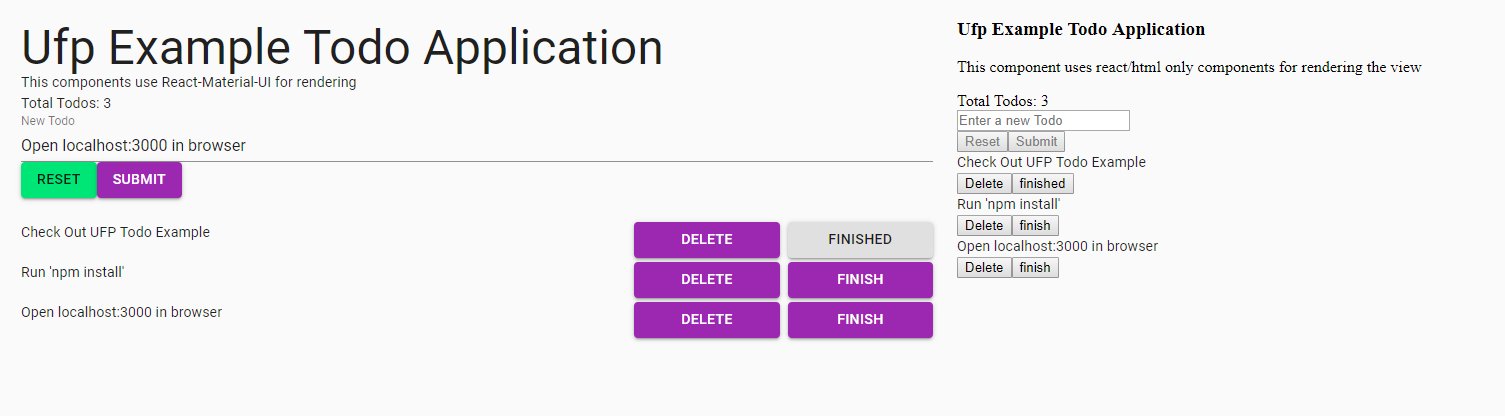 Ufp Example Todo Application
This components use React-Material-UI for rendering
Total Todos: 3
New Todo
Open localhost:3000 in browser
RESET SUBMIT
Check Out UFP Todo Example DELETE FINISHED
Run 'npm install' DELETE FINISH
Open localhost:3000 in browser DELETE FINISH
Ufp Example Todo Application
This component uses react/html only components for rendering the view
Total Todos: 3
Enter a new Todo
Reset Submit
Check Out UFP Todo Example
Delete finished
Run 'npm install'
Delete finish
Open localhost:3000 in browser
Delete finish